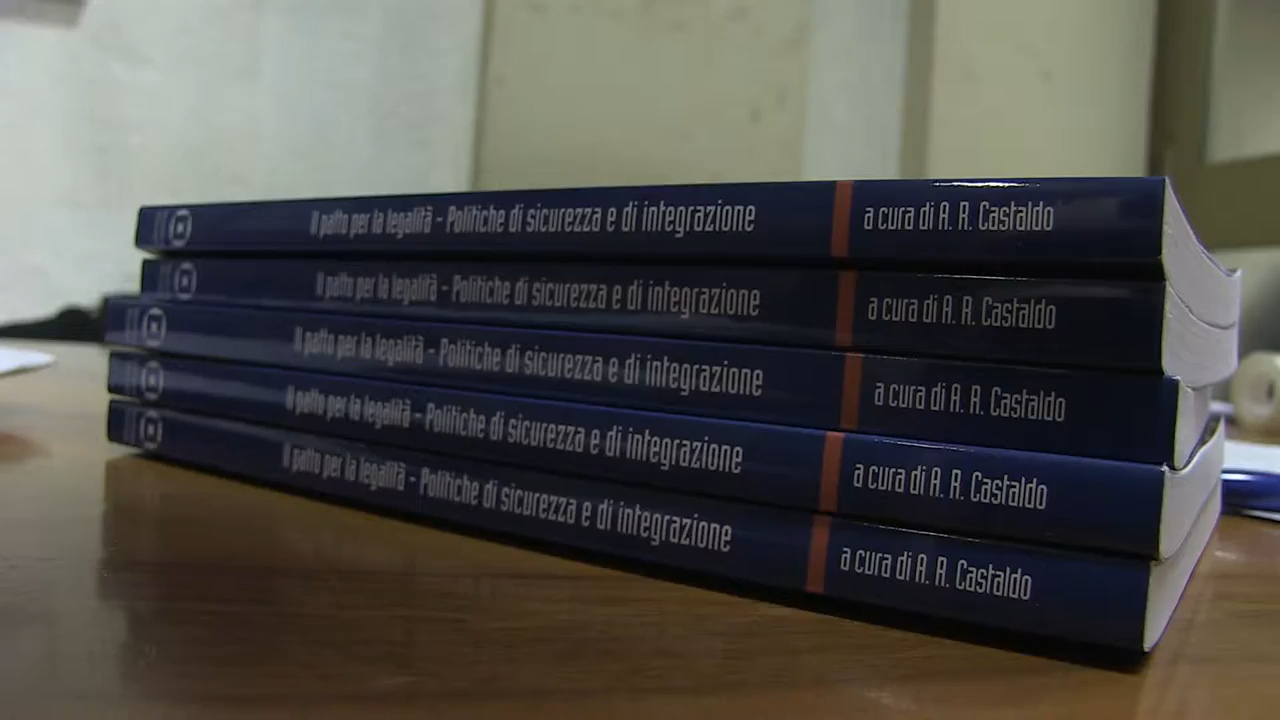 Il patto per la legalità - Politiche di sicurezza e di integrazione a cura di A. R. Castaldo
Il patto per la legalità - Politiche di sicurezza e di integrazione a cura di A. R. Castaldo
Il patto per la legalità - Politiche di sicurezza e di integrazione a cura di A. R. Castaldo
Il patto per la legalità - Politiche di sicurezza e di integrazione a cura di A. R. Castaldo
Il patto per la legalità - Politiche di sicurezza e di integrazione a cura di A. R. Castaldo